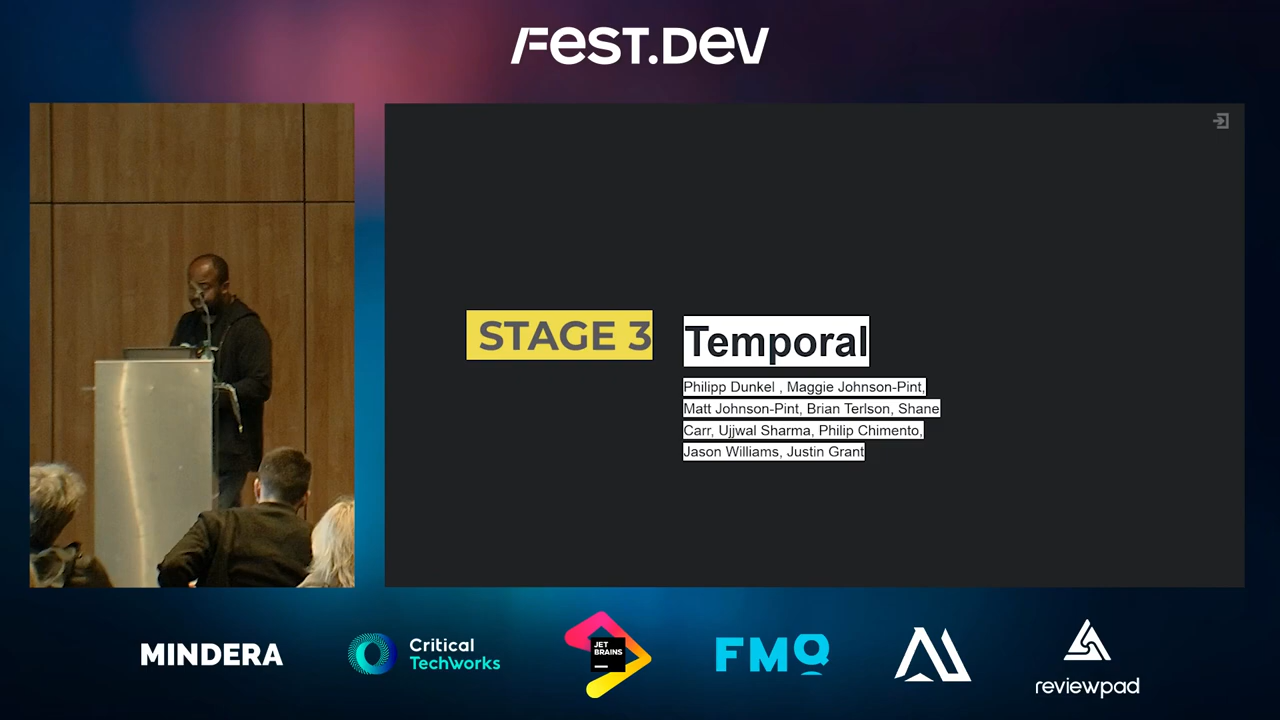 FEST.DEV
STAGE 3
Temporal
Philipp Dunkel , Maggie Johnson-Pint,
Matt Johnson-Pint, Brian Terlson, Shane
Carr, Ujjwal Sharma, Philip Chimento,
Jason Williams, Justin Grant
MINDERA
Critical
TechWorks
JET
BRAINS
FMQ
reviewpad